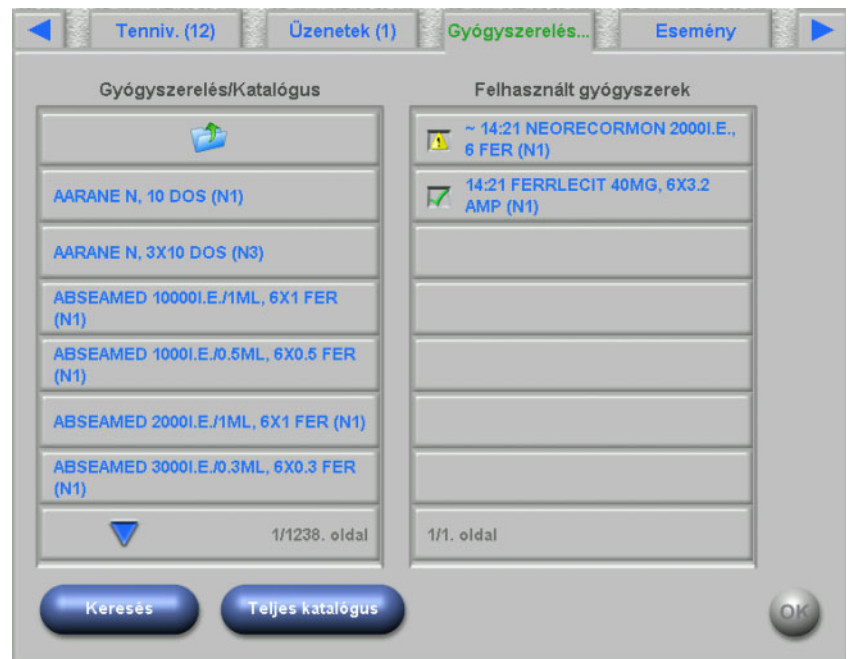 Tenniv. (12)
Üzenetek (1)
Gyógyszerelés...
Esemény
Gyógyszerelés/Katalógus
AARANE N, 10 DOS (N1)
AARANE N, 3X10 DOS (N3)
ABSEAMED 10000I.E./1ML, 6X1 FER
(N1)
ABSEAMED 1000I.E./0.5ML, 6X0.5 FER
(N1)
ABSEAMED 2000I.E./1ML, 6X1 FER (N1)
ABSEAMED 3000I.E./0.3ML, 6X0.3 FER
(N1)
1/1238. oldal
Felhasznált gyógyszerek
~ 14:21 NEORECORMON 2000I.E.,
6 FER (N1)
14:21 FERRLECIT 40MG, 6X3.2
AMP (N1)
1/1. oldal
Keresés
Teljes katalógus
OK